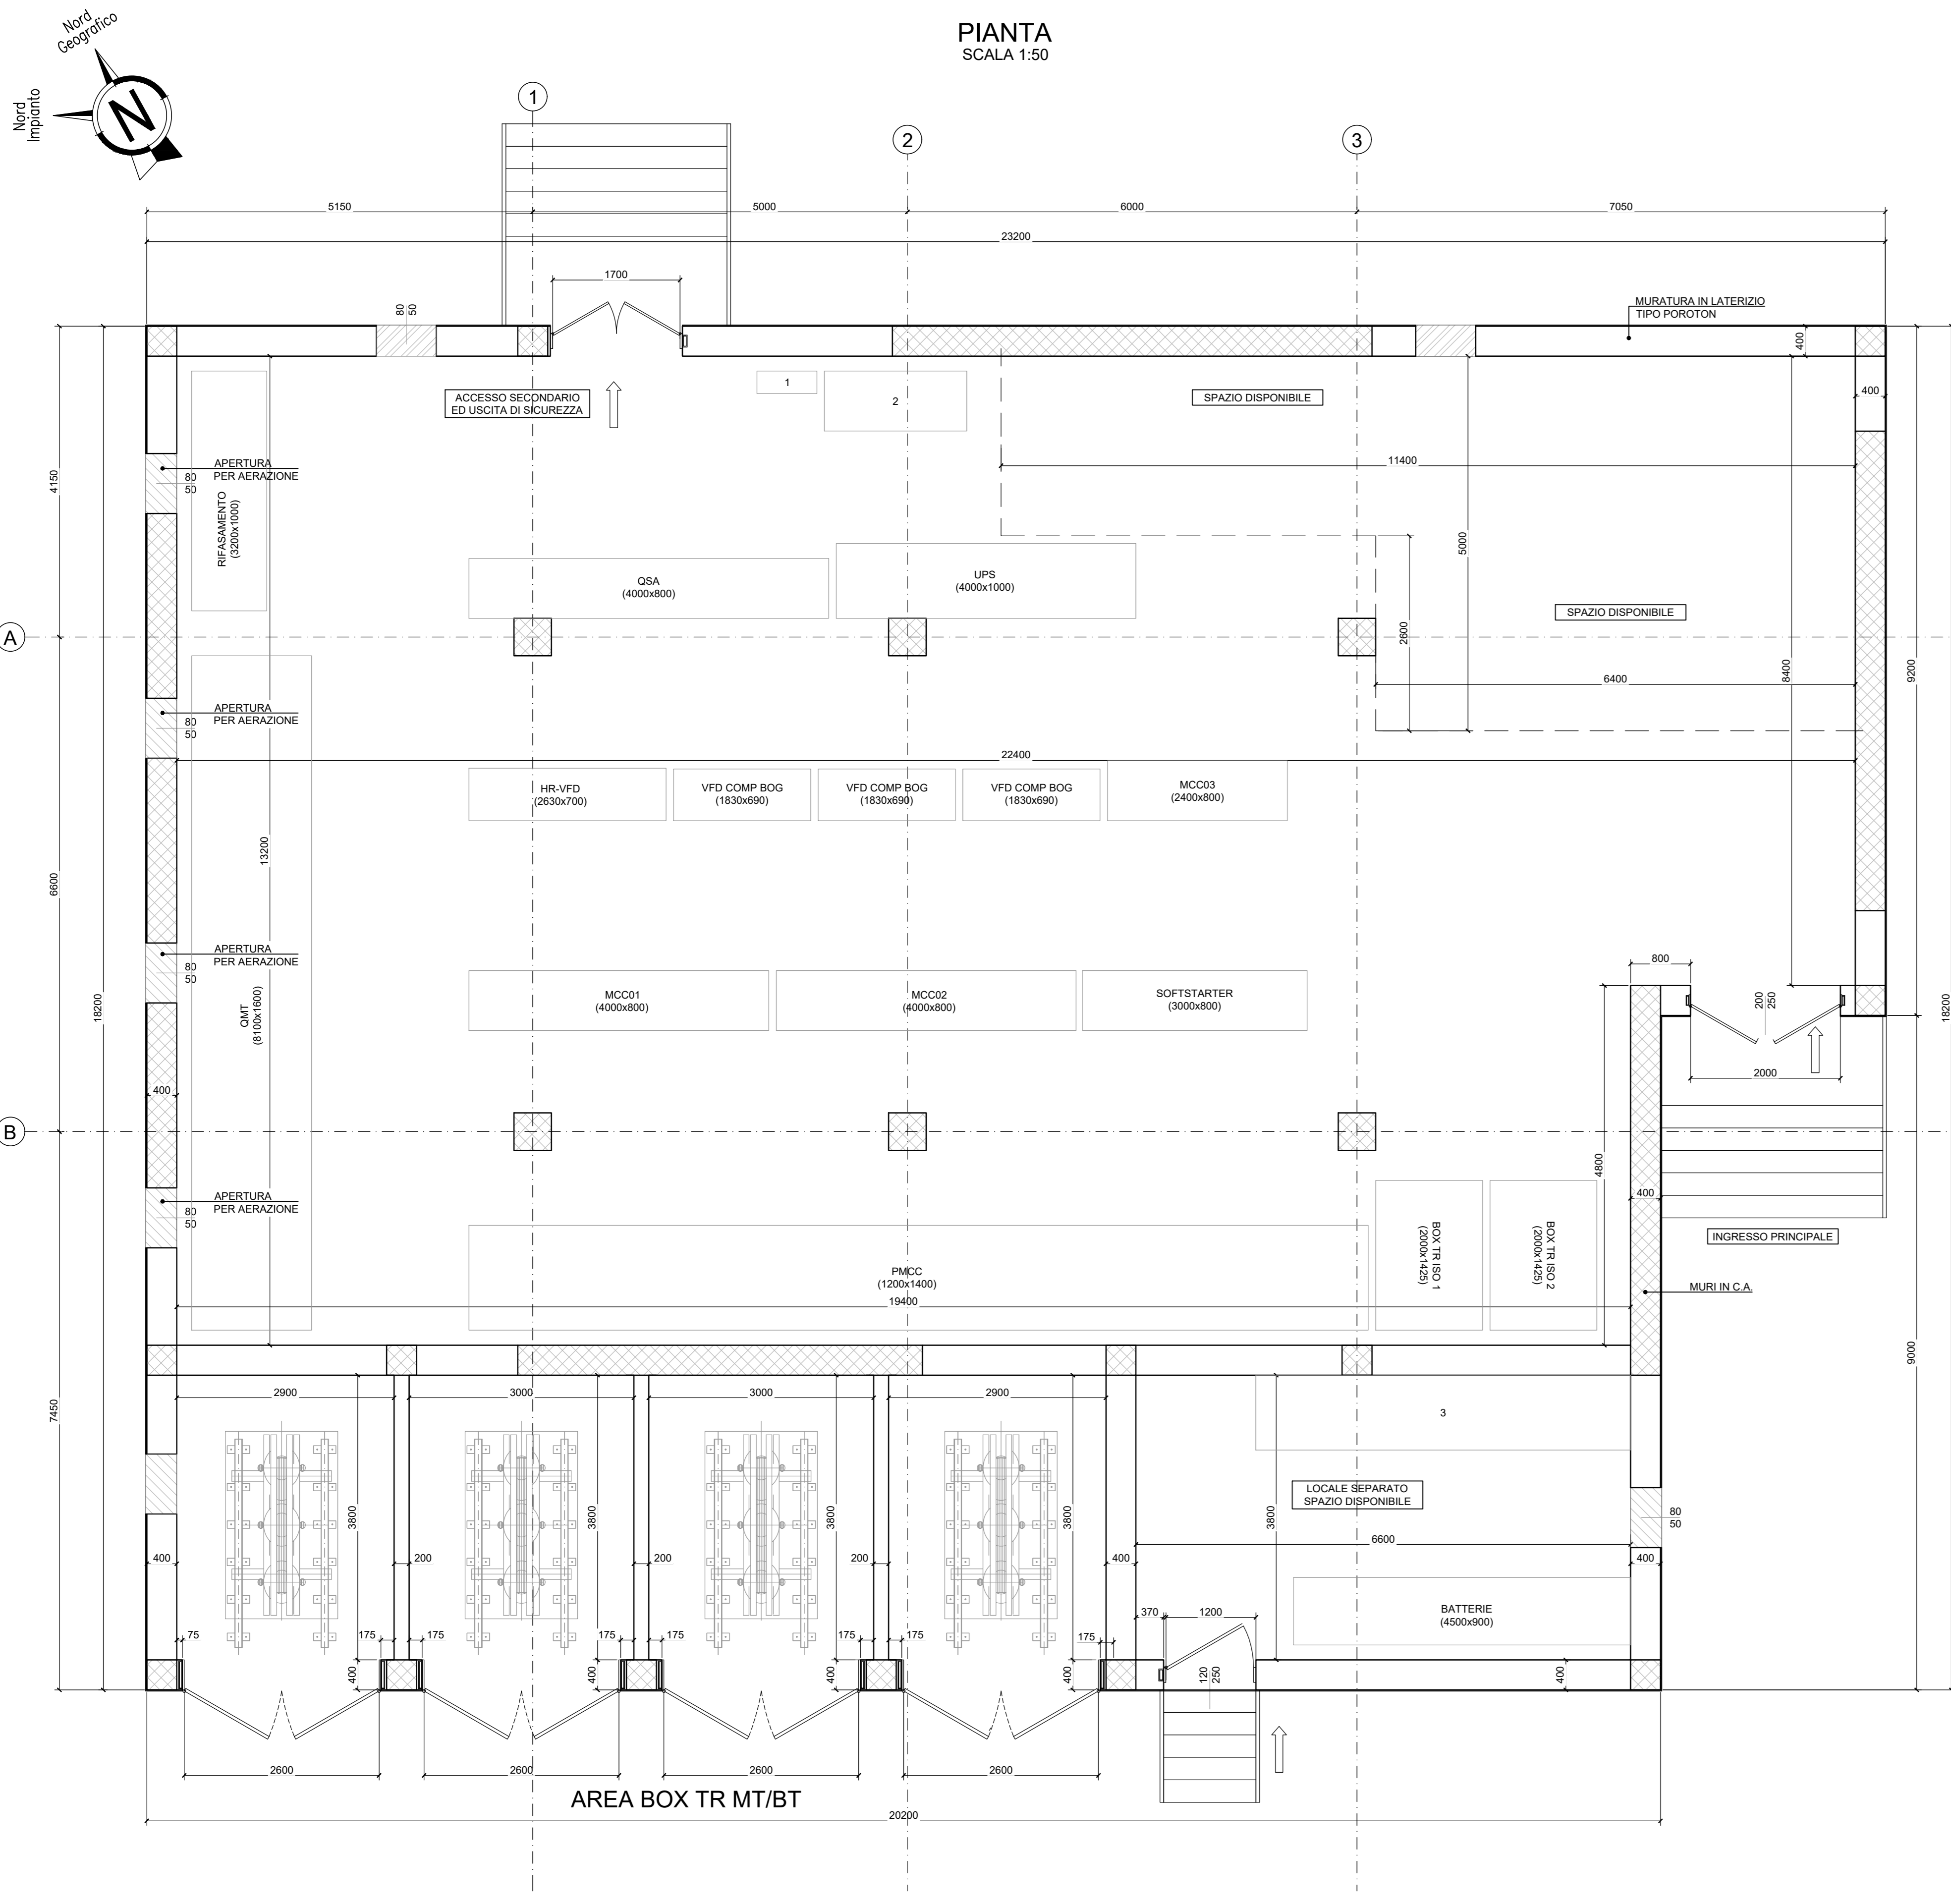 Nord
Geografico
Nord
Impianto
N
PIANTA
SCALA 1:50
1
2
3
5150
5000
6000
7050
23200
1700
80
50
MURATURA IN LATERIZIO
TIPO POROTON
400
400
ACCESSO SECONDARIO
ED USCITA DI SICUREZZA
1
2
SPAZIO DISPONIBILE
11400
4150
APERTURA
PER AERAZIONE
80
50
RIFASAMENTO
(3200x1000)
5000
QSA
(4000x800)
UPS
(4000x1000)
SPAZIO DISPONIBILE
A
2600
6400
8400
9200
APERTURA
PER AERAZIONE
80
50
22400
HR-VFD
(2630x700)
VFD COMP BOG
(1830x690)
VFD COMP BOG
(1830x690)
VFD COMP BOG
(1830x690)
MCC03
(2400x800)
13200
6600
APERTURA
PER AERAZIONE
80
50
18200
QMT
(8100x1600)
MCC01
(4000x800)
MCC02
(4000x800)
SOFTSTARTER
(3000x800)
800
200
250
18200
2000
400
B
4800
400
APERTURA
PER AERAZIONE
80
50
BOX TR ISO 1
(2000x1425)
BOX TR ISO 2
(2000x1425)
INGRESSO PRINCIPALE
PMCC
(1200x1400)
19400
MURI IN C.A.
9000
7450
2900
3000
3000
2900
3
3800
3800
3800
3800
3800
LOCALE SEPARATO
SPAZIO DISPONIBILE
80
50
6600
400
200
200
200
400
400
BATTERIE
(4500x900)
370
1200
75
175
175
175
175
175
175
175
400
400
400
400
120
250
400
2600
2600
2600
2600
AREA BOX TR MT/BT
20200